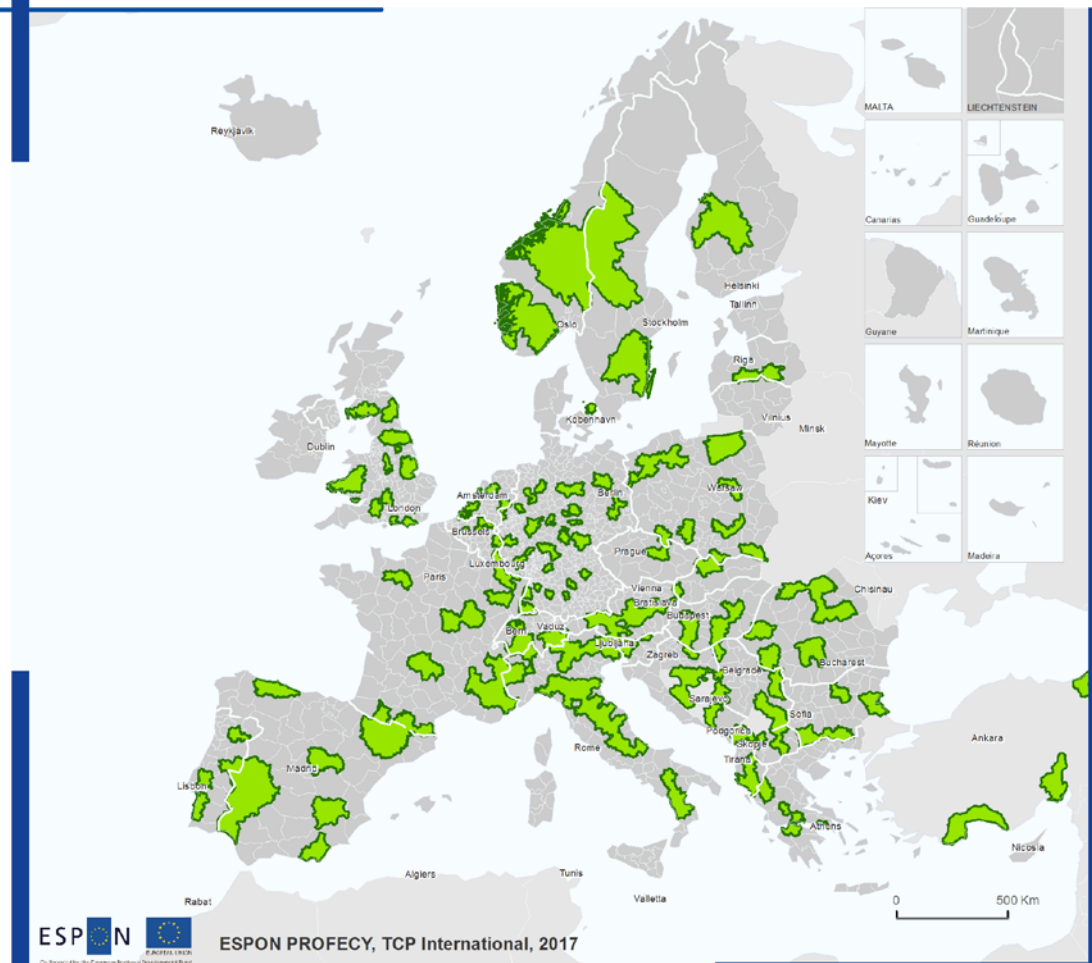 MALTA
LIECHTENSTEIN
Reykjavik
Canarias
Guadeloupe
Helsinki
Tallinn
Guyane
Martinique
Oslo
Stockholm
Riga
København
Vilnius
Minsk
Mayotte
Réunion
Dublin
Amsterdam
Berlin
Warsaw
London
Kiev
Brussels
Prague
Açores
Madeira
Luxembourg
Paris
Vienna
Chisinau
Bratislava
Budapest
Bern
Vaduz
Ljubljana
Zagreb
Bucharest
Belgrade
Sarajevo
Sofia
Podgorica
Ankara
Skopje
Rome
Tirana
Madrid
Lisbon
Athens
Nicosia
Algiers
Tunis
Rabat
Valletta
0 500 Km
ESPON
EUROPEAN UNION
ESPON PROFECY, TCP International, 2017